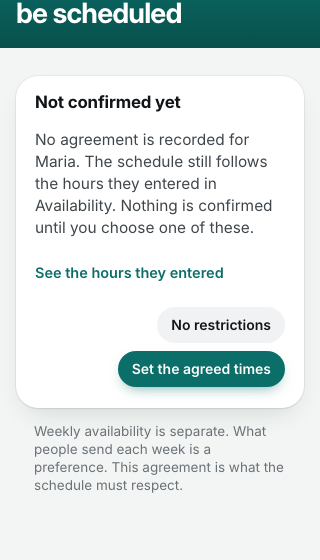 be scheduled
Not confirmed yet
No agreement is recorded for
Maria. The schedule still follows
the hours they entered in
Availability. Nothing is confirmed
until you choose one of these.
See the hours they entered
No restrictions
Set the agreed times
Weekly availability is separate. What
people send each week is a
preference. This agreement is what the
schedule must respect.